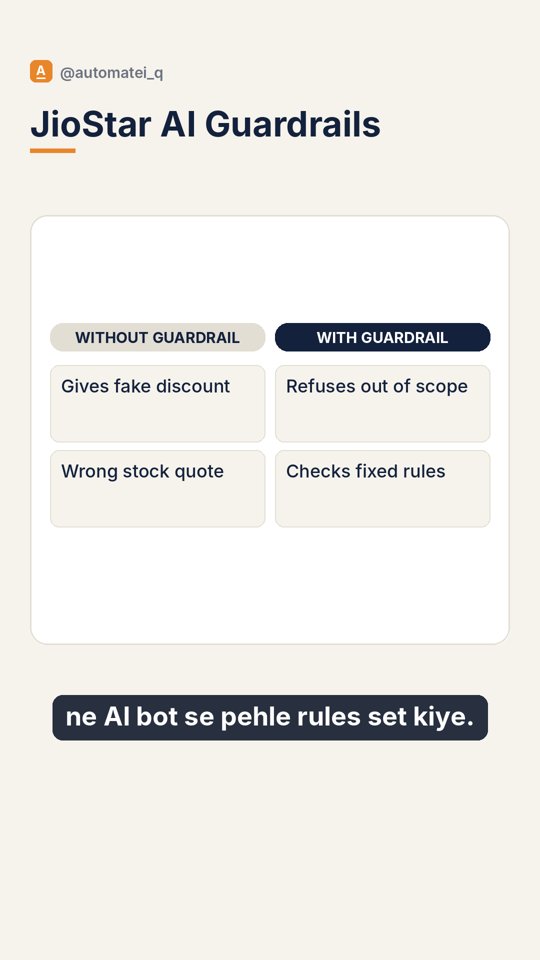 A @automatei_q
JioStar AI Guardrails
WITHOUT GUARDRAIL WITH GUARDRAIL
Gives fake discount Refuses out of scope
Wrong stock quote Checks fixed rules
ne AI bot se pehle rules set kiye.